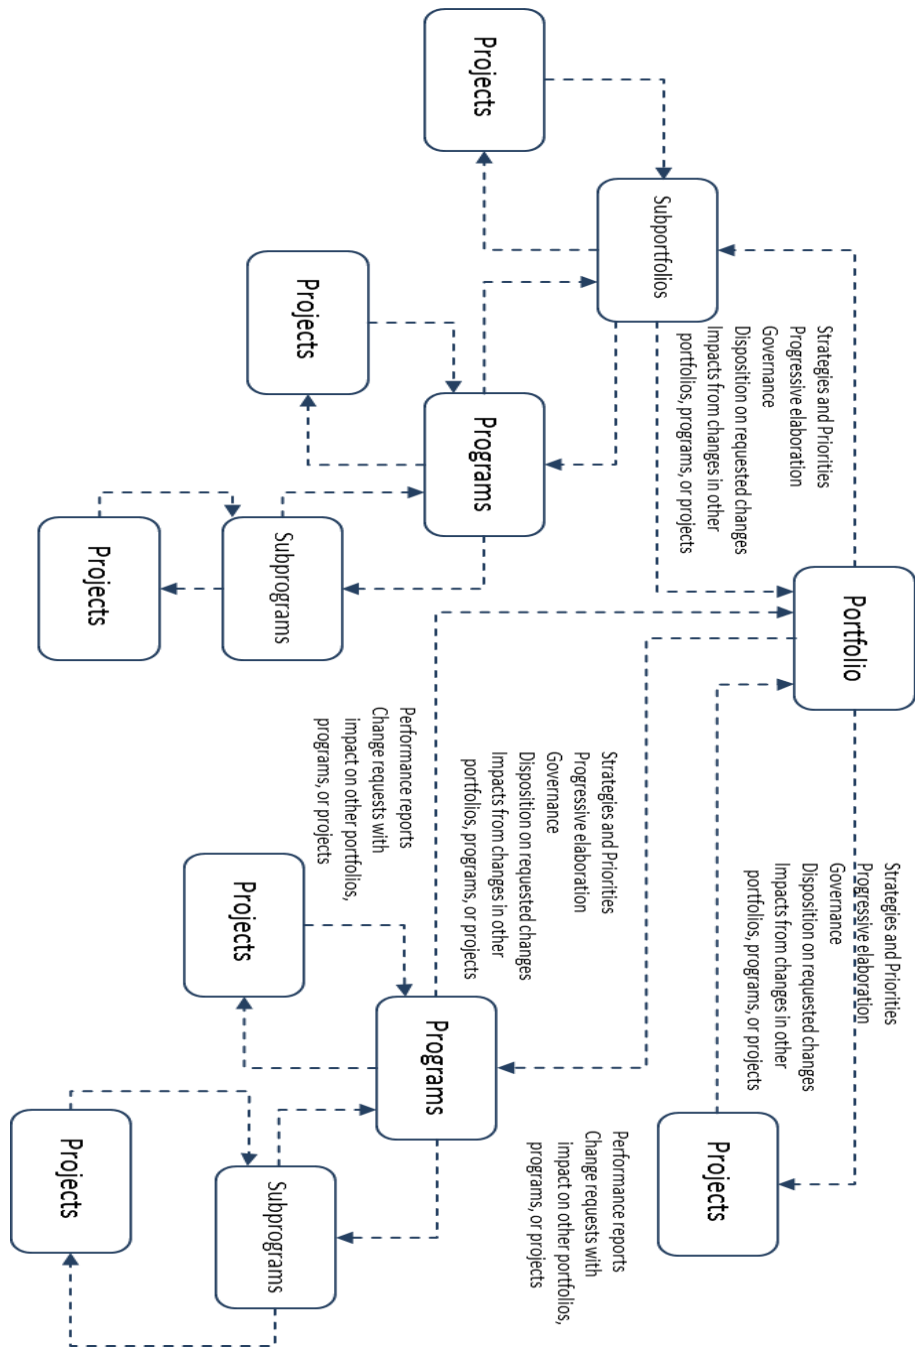 Portfolio
Strategies and Priorities
Progressive elaboration
Governance
Disposition on requested changes
Impacts from changes in other
portfolios, programs, or projects
Strategies and Priorities
Progressive elaboration
Governance
Disposition on requested changes
Impacts from changes in other
portfolios, programs, or projects
Subportfolios
Projects
Strategies and Priorities
Progressive elaboration
Governance
Disposition on requested changes
Impacts from changes in other
portfolios, programs, or projects
Performance reports
Change requests with
impact on other portfolios,
programs, or projects
Projects
Programs
Performance reports
Change requests with
impact on other portfolios,
programs, or projects
Programs
Projects
Subprograms
Projects
Subprograms
Projects
Projects